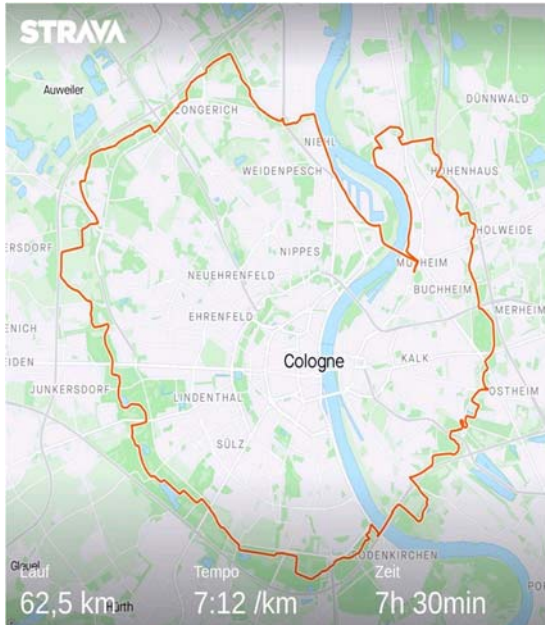 STRAVA
Auweiler
LONGERICH
DÜNNWALD
NIEHL
WEIDENPESCH
HÖHENHAUS
HOLWEIDE
NIPPES
NEUEHRENFELD
BUCHHEIM
MERHEIM
EHRENFELD
Cologne
KALK
OSTHEIM
JUNKERSDORF
LINDENTHAL
SÜLZ
RODENKIRCHEN
Lauf
Tempo
Zeit
62,5 km
7:12 /km
7h 30min
Hürth